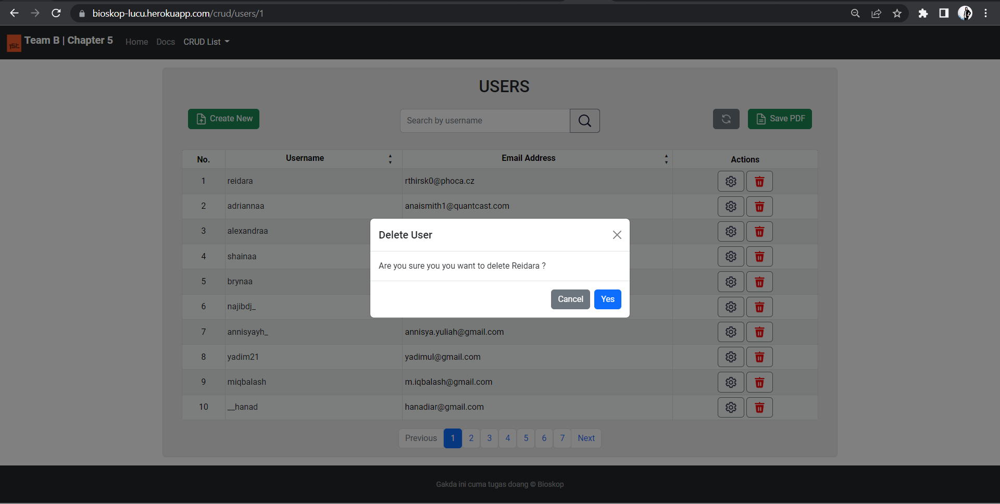 bioskop-lucu.herokuapp.com/crud/users/1
1Sit Team B | Chapter 5 Home Docs CRUD List
USERS
Create New Search by username Save PDF
No. Username Email Address Actions
1 reidara rthirsk0@phoca.cz
2 adriannaa anaismith1@quantcast.com
3 alexandraa
Delete User
4 shainaa
Are you sure you you want to delete Reidara ?
5 brynaa
Cancel Yes
6 najibdj_
7 annisyayh_ annisya.yuliah@gmail.com
8 yadim21 yadimul@gmail.com
9 miqbalash m.iqbalash@gmail.com
10 __hanad hanadiar@gmail.com
Previous 1 2 3 4 5 6 7 Next
Gakda ini cuma tugas doang © Bioskop